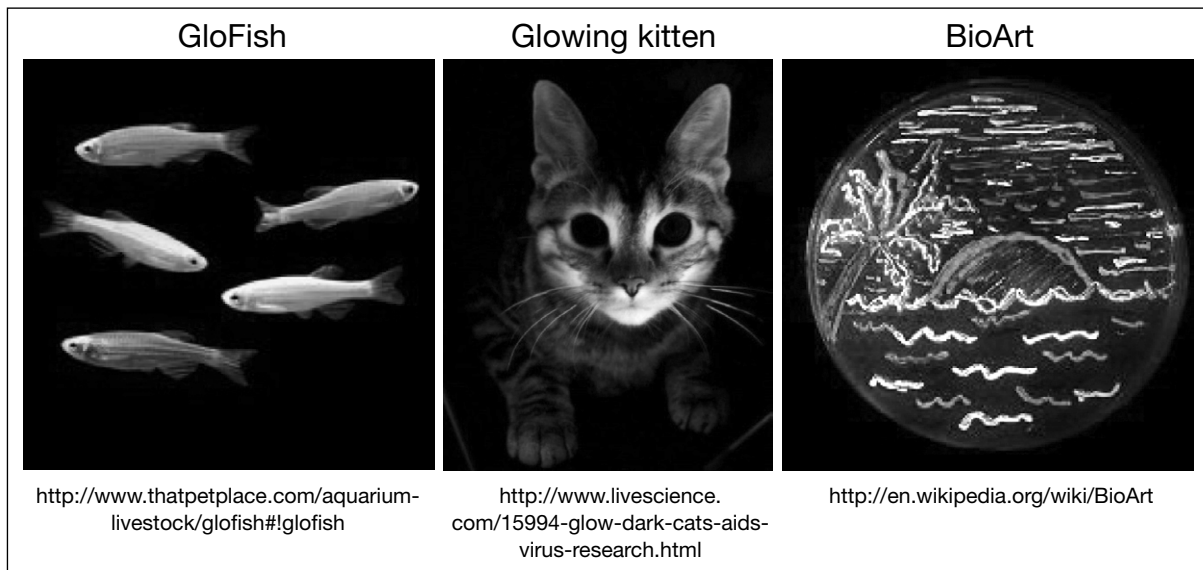 GloFish
Glowing kitten
BioArt
http://www.thatpetplace.com/aquarium-
livestock/glofish#!glofish
http://www.livescience.
com/15994-glow-dark-cats-aids-
virus-research.html
http://en.wikipedia.org/wiki/BioArt